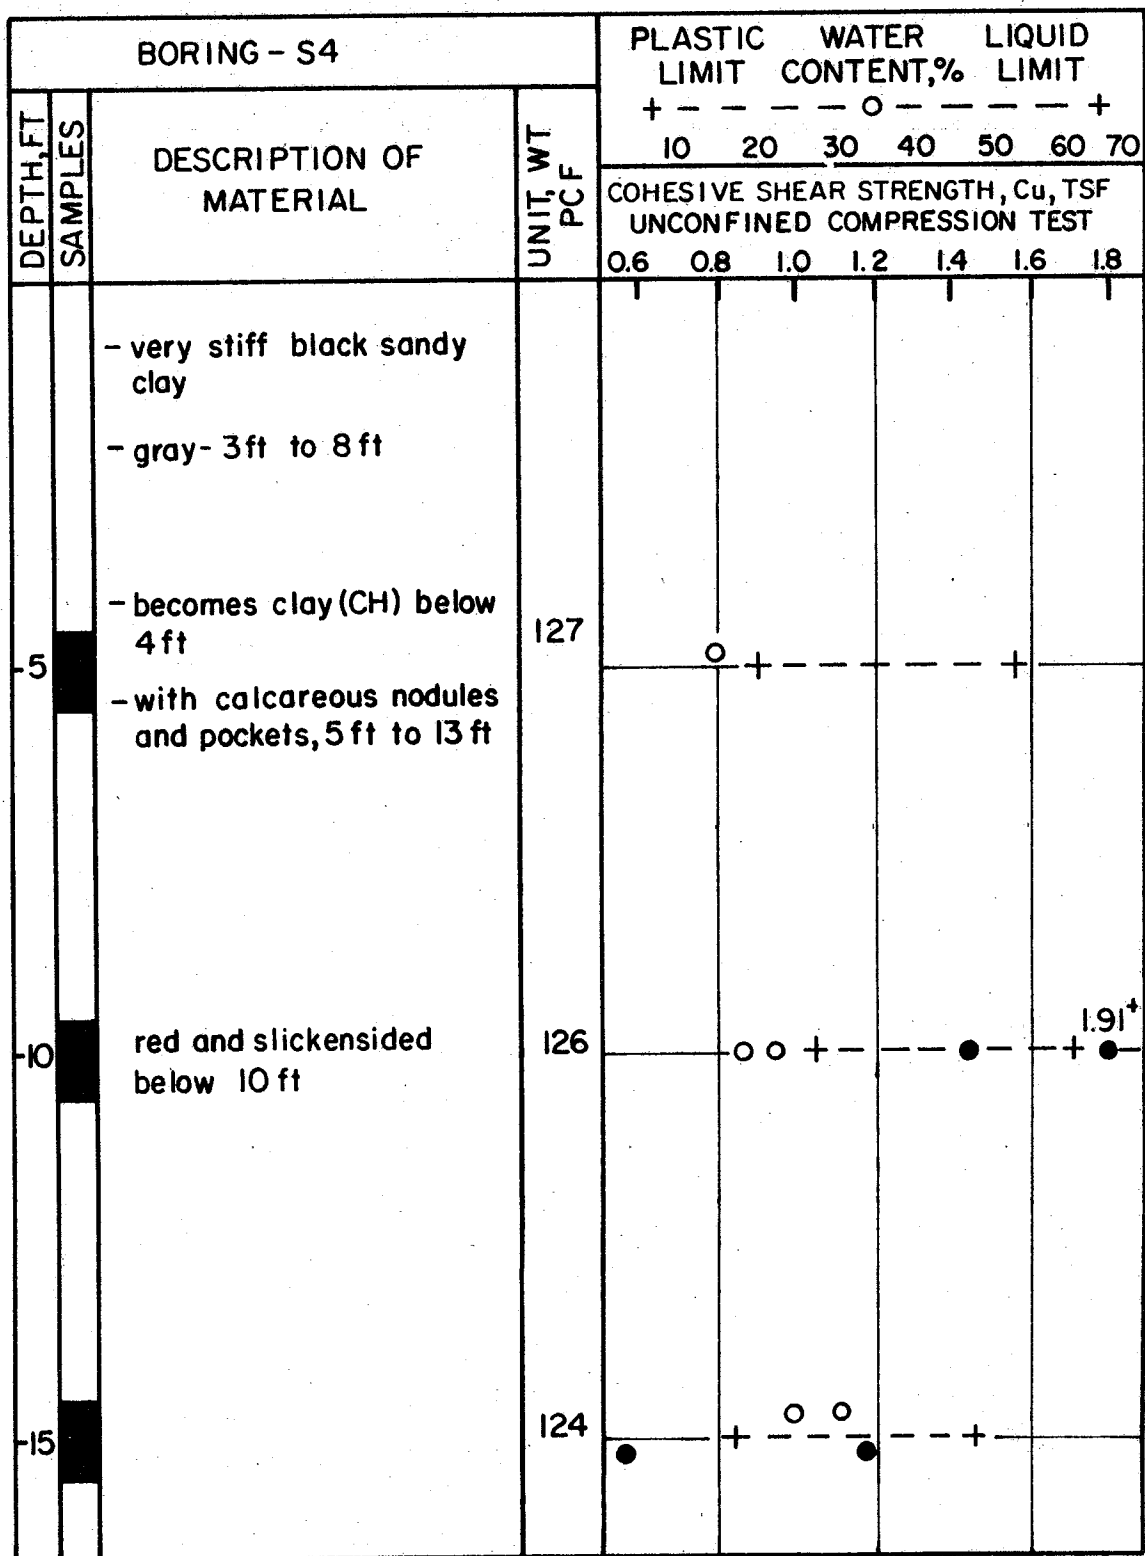 BORING - S4
PLASTIC WATER LIQUID
LIMIT CONTENT,% LIMIT
+ - - - - - O - - - - - +
10 20 30 40 50 60 70
DEPTH, FT
SAMPLES
DESCRIPTION OF
MATERIAL
UNIT, WT
PCF
COHESIVE SHEAR STRENGTH, Cu, TSF
UNCONFINED COMPRESSION TEST
0.6 0.8 1.0 1.2 1.4 1.6 1.8
- very stiff black sandy
clay
- gray - 3ft to 8ft
- becomes clay (CH) below
4ft
127
5
- with calcareous nodules
and pockets, 5ft to 13ft
1.91+
10
red and slickensided
below 10ft
126
15
124